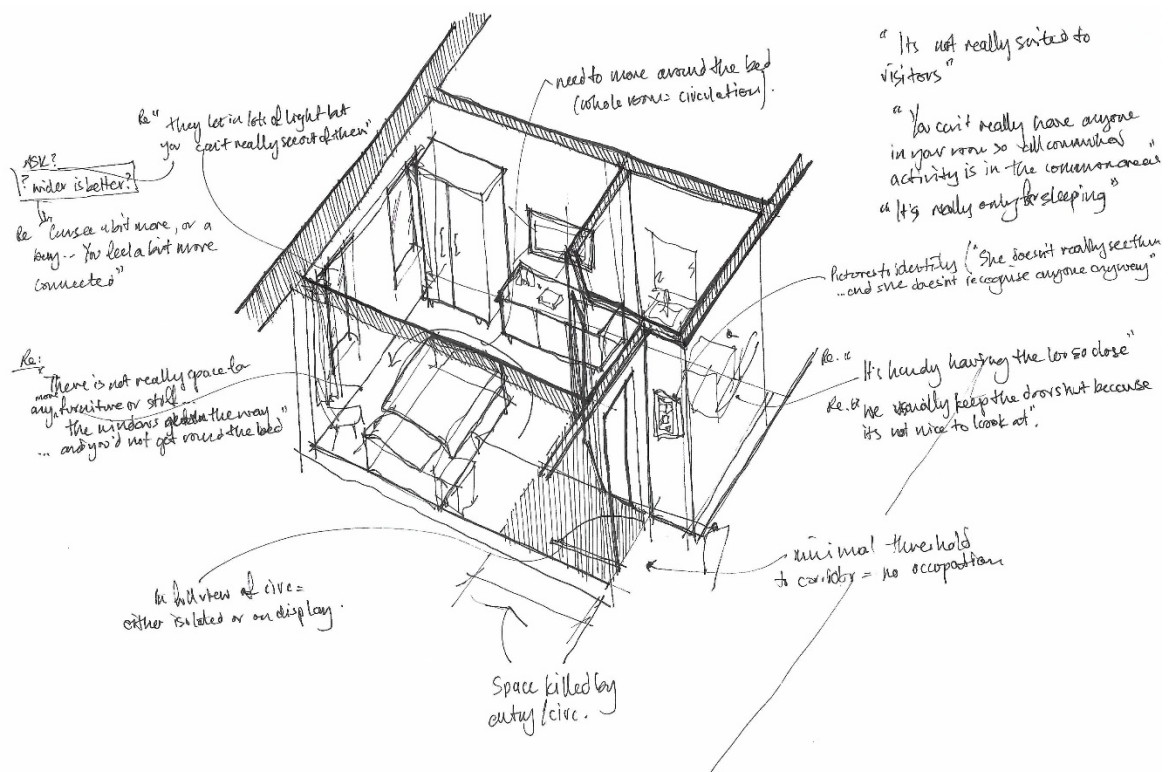 Re " they let in lots of light but
you can't really see out of them"
ASK?
? wider is better?
Re "Can see a bit more, or a
... You feel a bit more
connected"
Re:
"There is not really space for
any more furniture or stuff...
the windows in the way
... and you'd not get round the bed"
need to move around the bed
(whole room = circulation).
"Its not really suited to
visitors"
"You can't really have anyone
in your room so all communal
activity is in the common areas"
"It's really only for sleeping"
Pictures to identify ("She doesn't really see them
...and she doesn't recognise anyone anyway"
Re. "It's handy having the loo so close"
Re. "we usually keep the door shut because
its not nice to look at".
minimal threshold
to corridor = no occupation
In full view of circ =
either isolated or on display.
Space killed by
entry/circ.